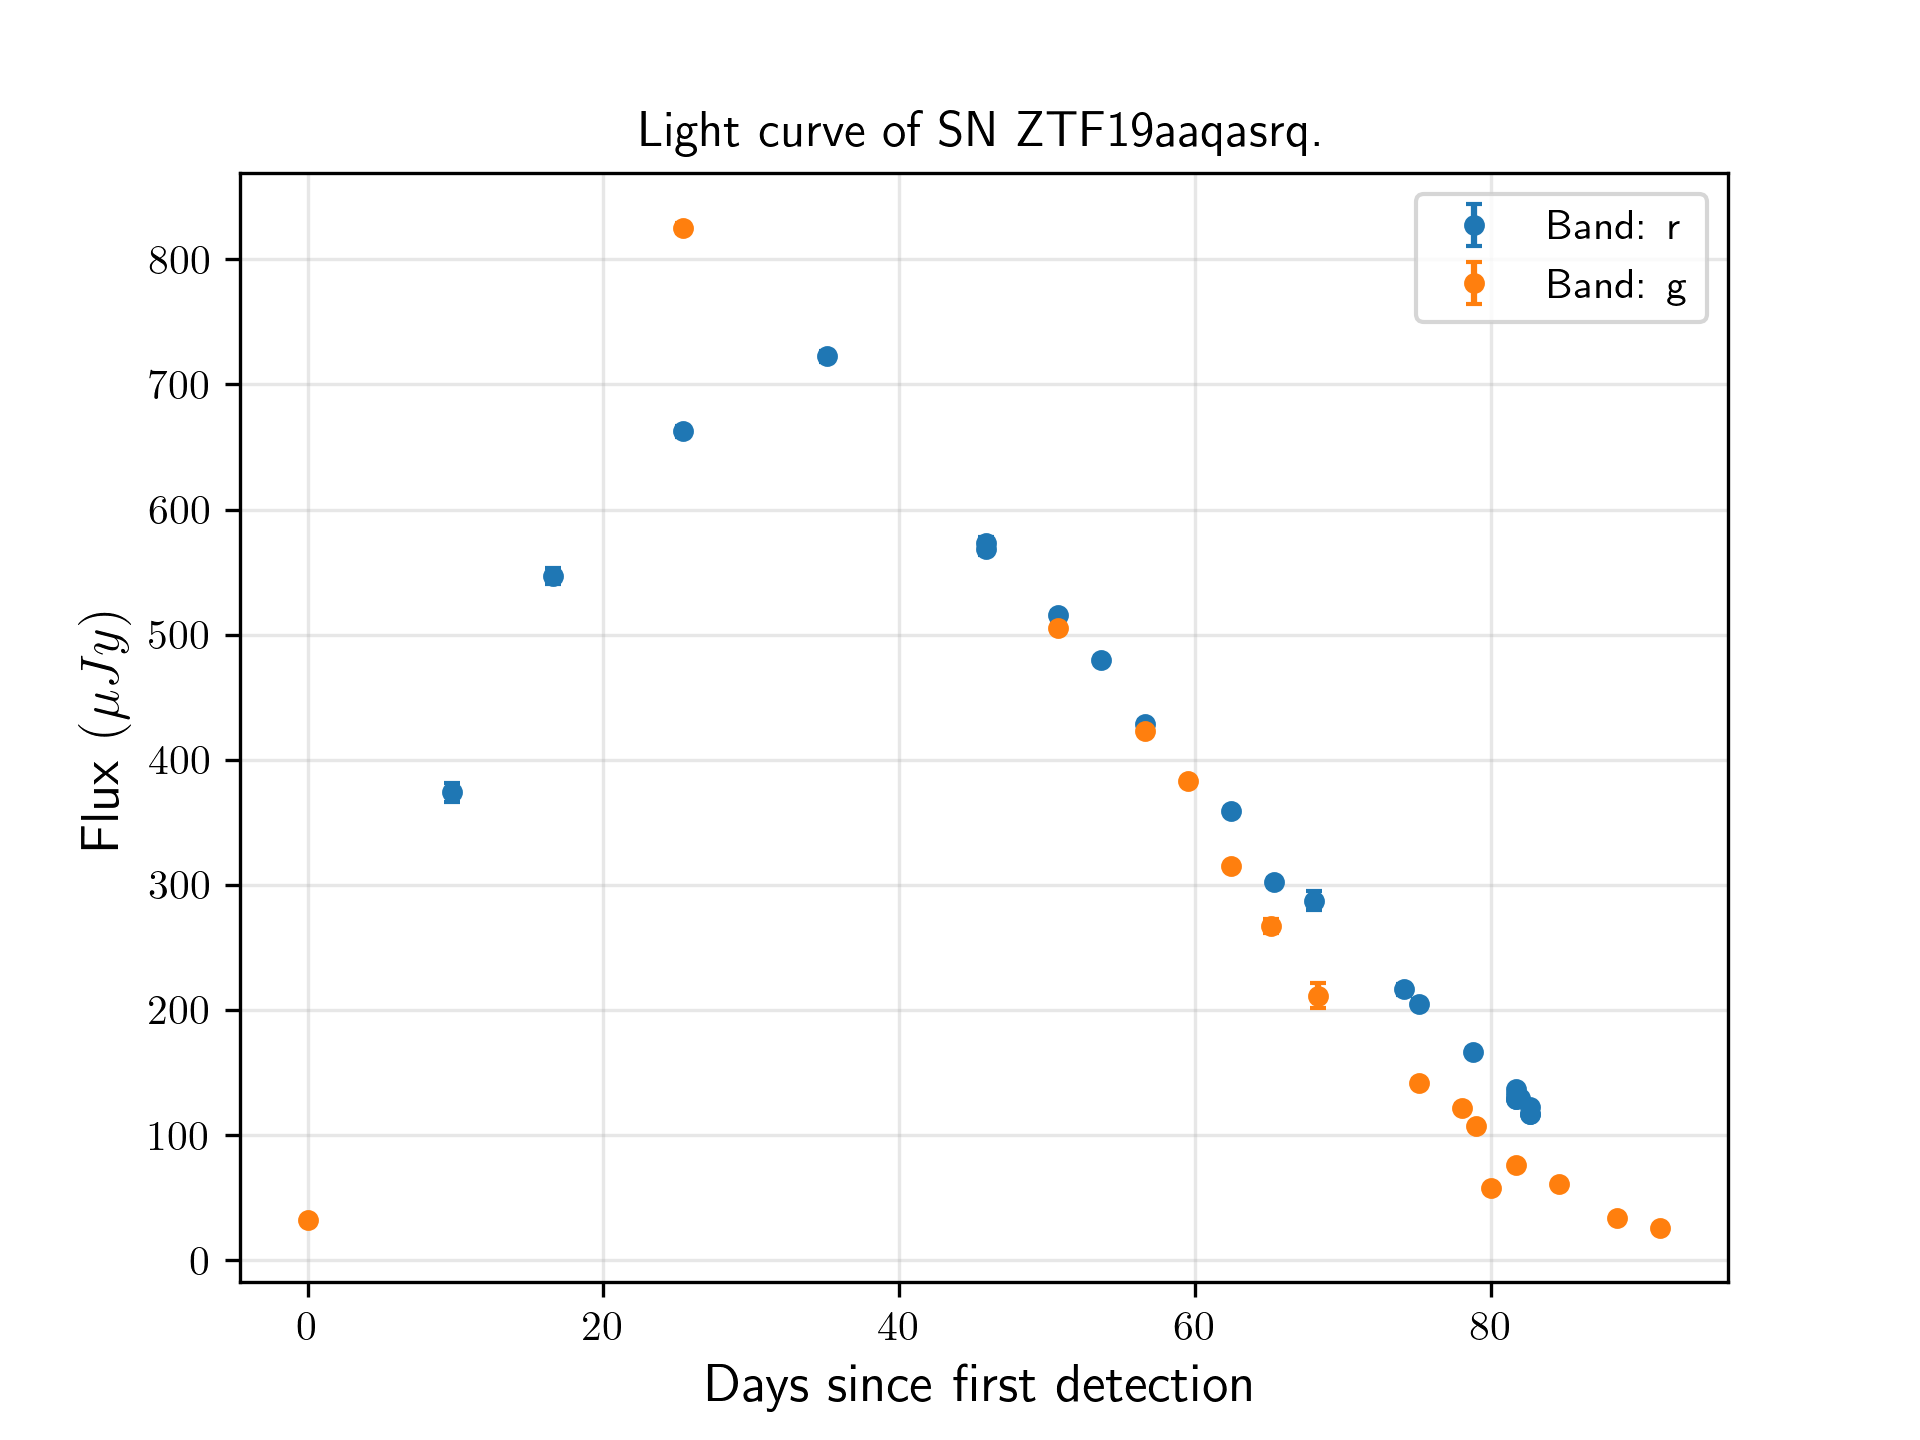 Light curve of SN ZTF19aaqasrq.
Band: r
Band: g
800
700
600
500
400
300
200
100
0
Flux (μJy)
0 20 40 60 80
Days since first detection